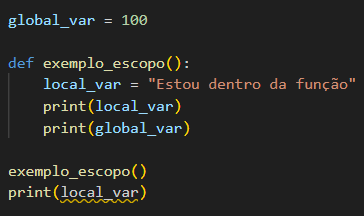 global_var = 100
def exemplo_escopo():
    local_var = "Estou dentro da função"
    print(local_var)
    print(global_var)
exemplo_escopo()
print(local_var)